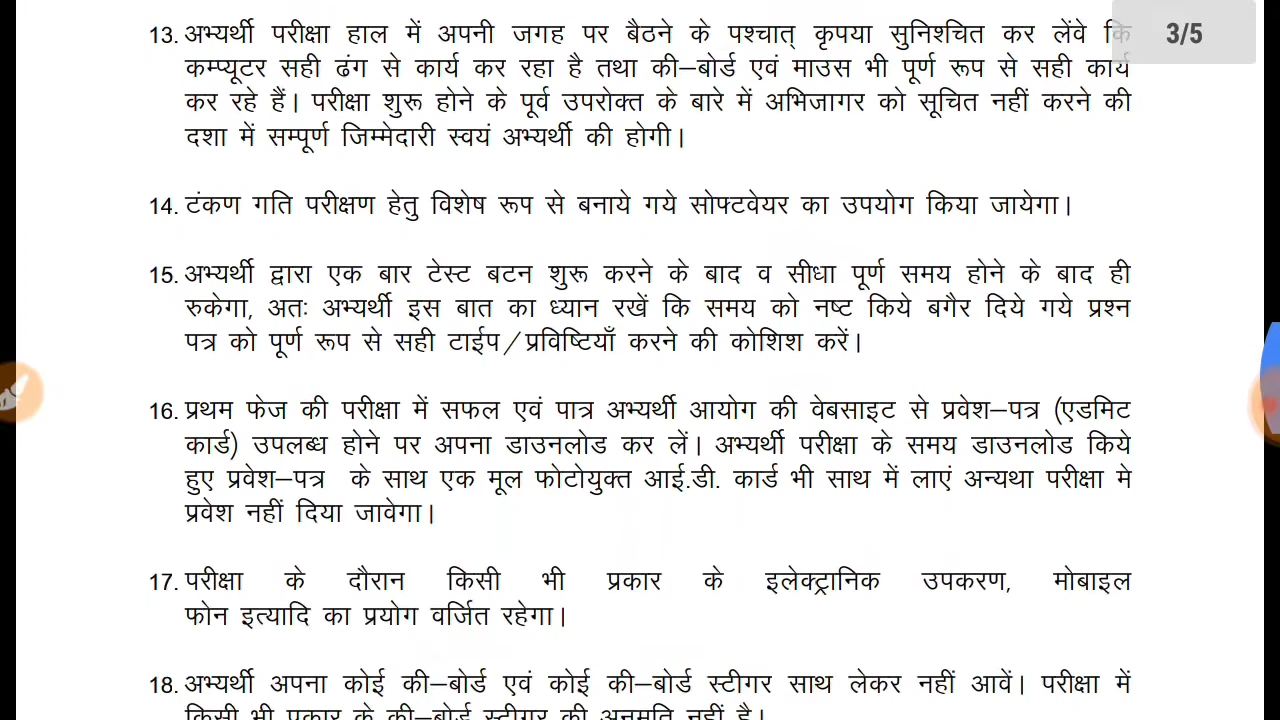 3/5
13. अभ्यर्थी परीक्षा हाल में अपनी जगह पर बैठने के पश्चात् कृपया सुनिश्चित कर लेंवे कि
कम्प्यूटर सही ढंग से कार्य कर रहा है तथा की–बोर्ड एवं माउस भी पूर्ण रूप से सही कार्य
कर रहे हैं। परीक्षा शुरू होने के पूर्व उपरोक्त के बारे में अभिजागर को सूचित नहीं करने की
दशा में सम्पूर्ण जिम्मेदारी स्वयं अभ्यर्थी की होगी।
14. टंकण गति परीक्षण हेतु विशेष रूप से बनाये गये सोफ्टवेयर का उपयोग किया जायेगा।
15. अभ्यर्थी द्वारा एक बार टेस्ट बटन शुरू करने के बाद व सीधा पूर्ण समय होने के बाद ही
रुकेगा, अतः अभ्यर्थी इस बात का ध्यान रखें कि समय को नष्ट किये बगैर दिये गये प्रश्न
पत्र को पूर्ण रूप से सही टाईप/प्रविष्टियाँ करने की कोशिश करें।
16. प्रथम फेज की परीक्षा में सफल एवं पात्र अभ्यर्थी आयोग की वेबसाइट से प्रवेश–पत्र (एडमिट
कार्ड) उपलब्ध होने पर अपना डाउनलोड कर लें। अभ्यर्थी परीक्षा के समय डाउनलोड किये
हुए प्रवेश–पत्र के साथ एक मूल फोटोयुक्त आई.डी. कार्ड भी साथ में लाएं अन्यथा परीक्षा मे
प्रवेश नहीं दिया जावेगा।
17. परीक्षा के दौरान किसी भी प्रकार के इलेक्ट्रानिक उपकरण, मोबाइल
फोन इत्यादि का प्रयोग वर्जित रहेगा।
18. अभ्यर्थी अपना कोई की–बोर्ड एवं कोई की–बोर्ड स्टीगर साथ लेकर नहीं आवें। परीक्षा में
किसी भी प्रकार के की–बोर्ड स्टीगर की अनुमति नहीं है।